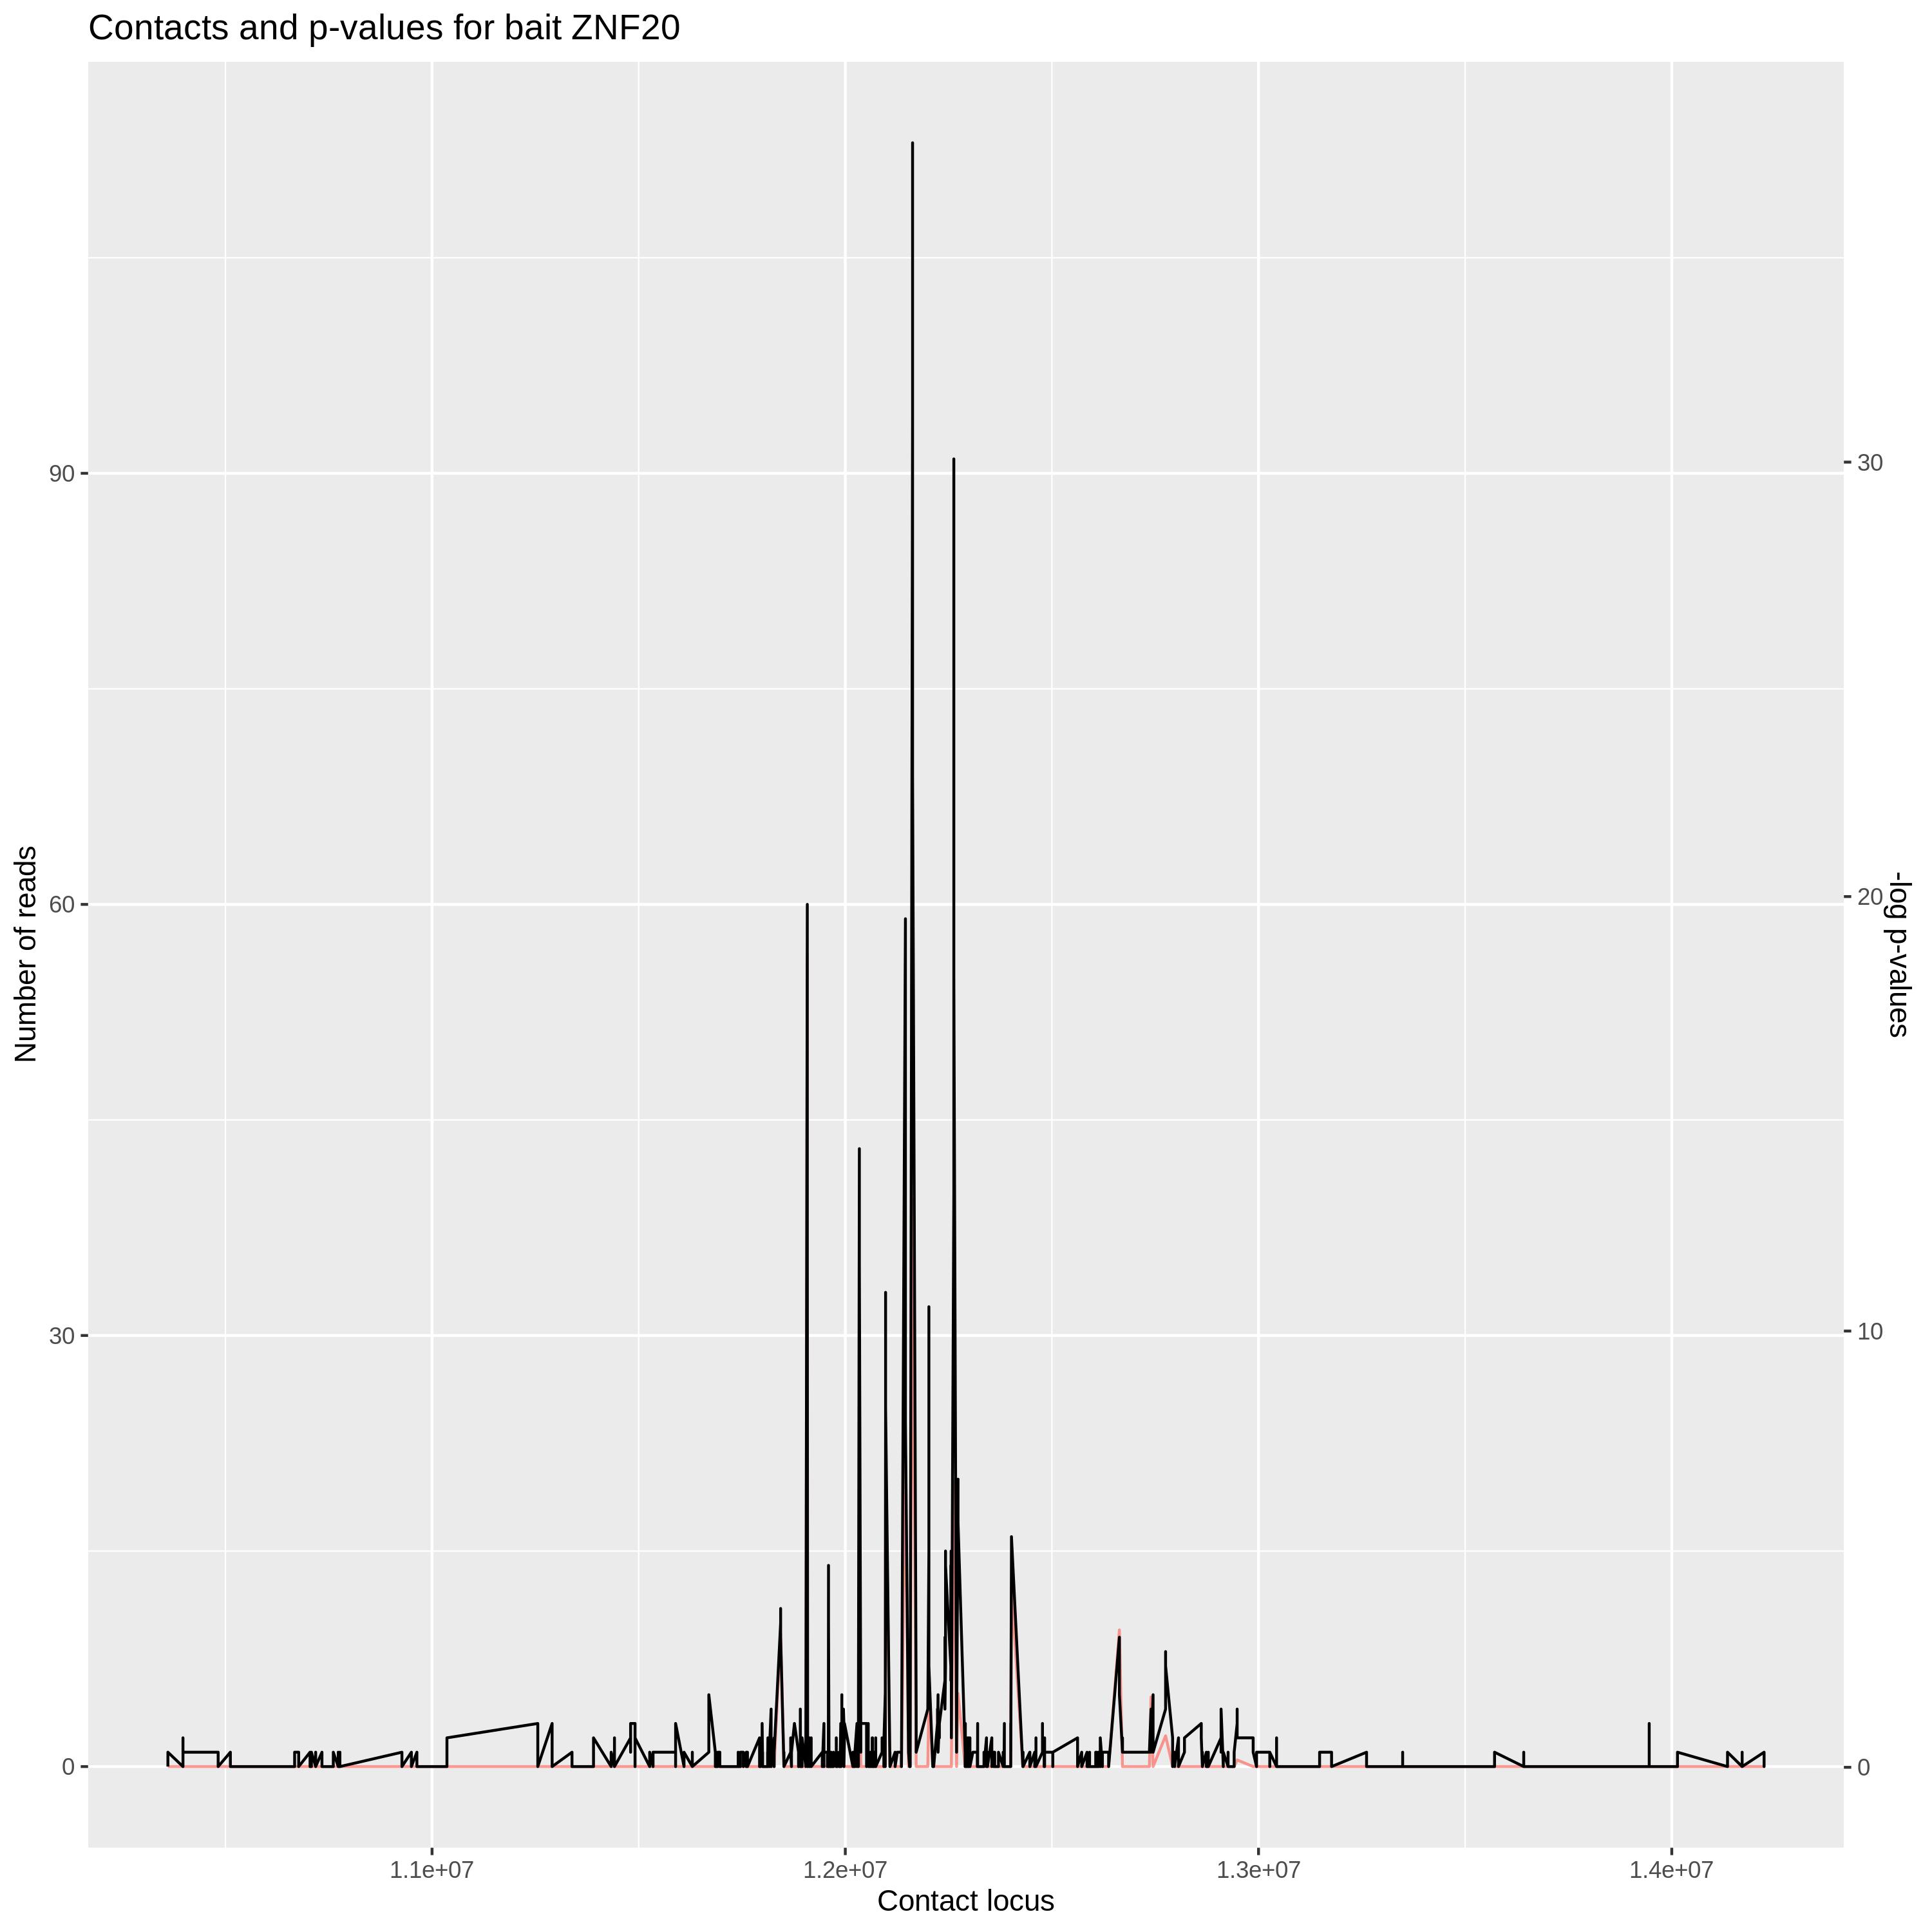 Contacts and p-values for bait ZNF20
90
60
30
0
Number of reads
30
20
10
0
-log p-values
1.1e+07 1.2e+07 1.3e+07 1.4e+07
Contact locus